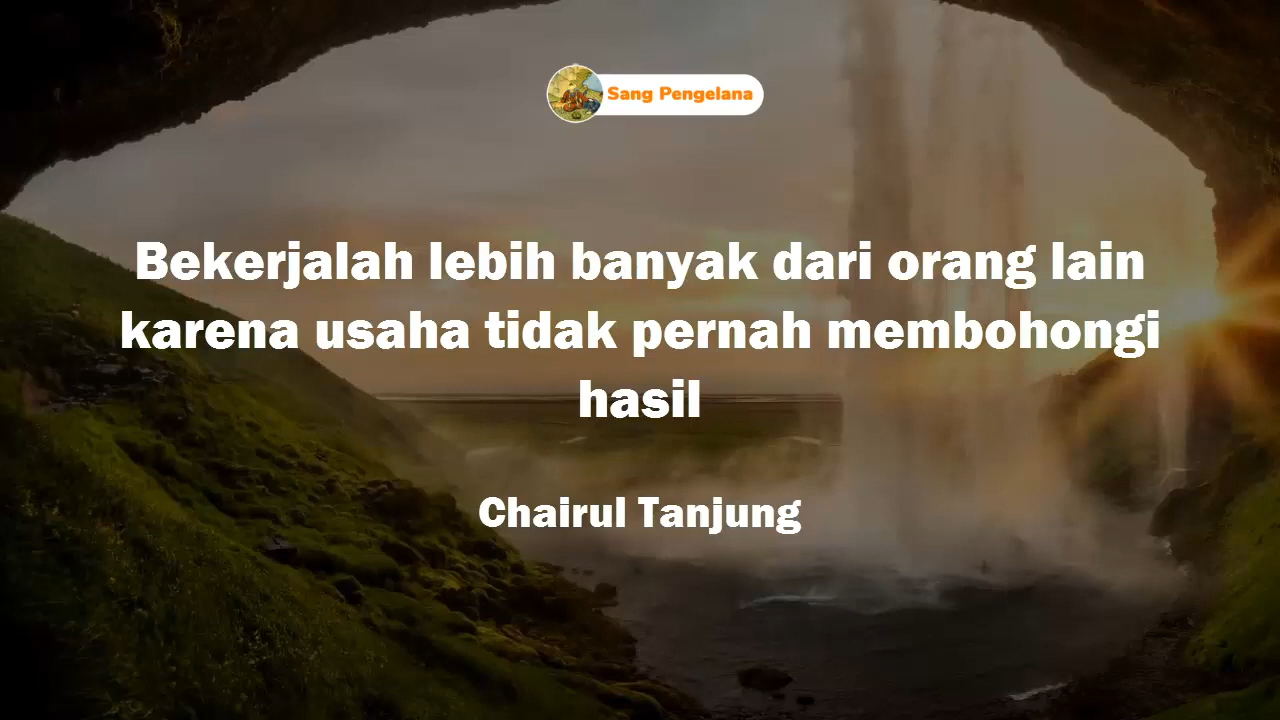 Sang Pengelana
Bekerjalah lebih banyak dari orang lain
karena usaha tidak pernah membohongi
hasil
Chairul Tanjung